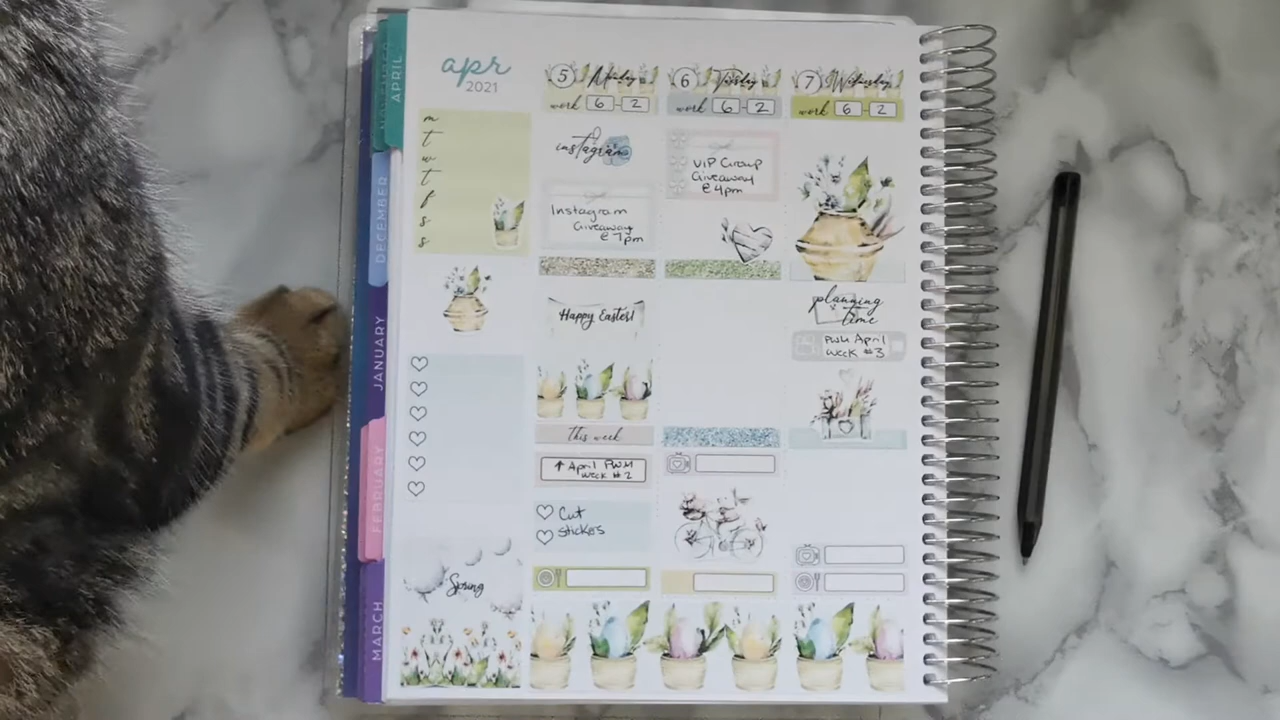 APRIL
DECEMBER
JANUARY
FEBRUARY
MARCH
apr
2021
m
t
w
t
f
s
s
Spring
5 Monday
work 6 - 2
instagram
Instagram
Giveaway
@ 7pm
Happy Easter!
this week
↑ April PWM
Week #2
Cut
stickers
6 Tuesday
work 6 - 2
VIP Group
Giveaway
@ 4pm
7 Wednesday
work 6 - 2
planning
time
PWM April
Week #3